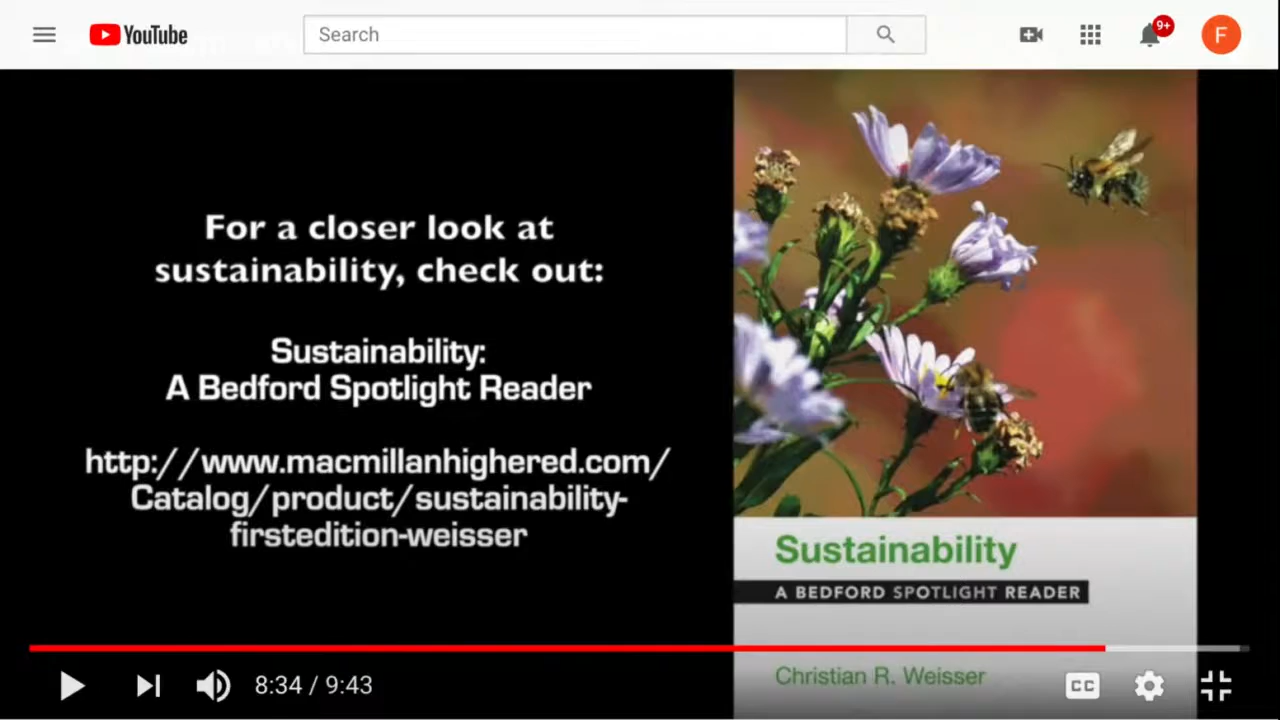 YouTube
Search
9+
F
For a closer look at
sustainability, check out:
Sustainability:
A Bedford Spotlight Reader
http://www.macmillanhighered.com/
Catalog/product/sustainability-
firstedition-weisser
Sustainability
A BEDFORD SPOTLIGHT READER
Christian R. Weisser
8:34 / 9:43
CC